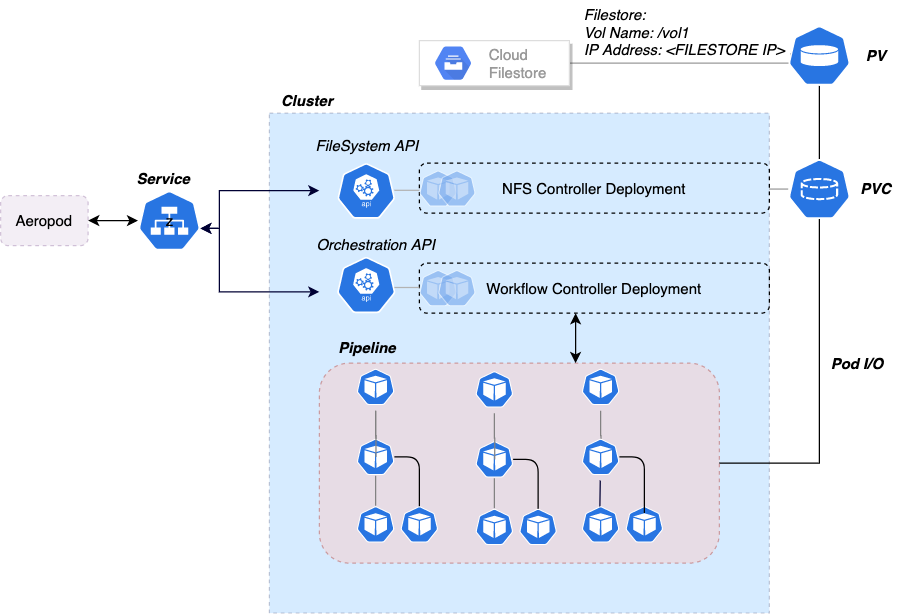 Filestore:
Vol Name: /vol1
IP Address: <FILESTORE IP>
Cloud
Filestore
PV
Cluster
FileSystem API
api
NFS Controller Deployment
PVC
Service
z
Aeropod
Orchestration API
api
Workflow Controller Deployment
Pipeline
Pod I/O